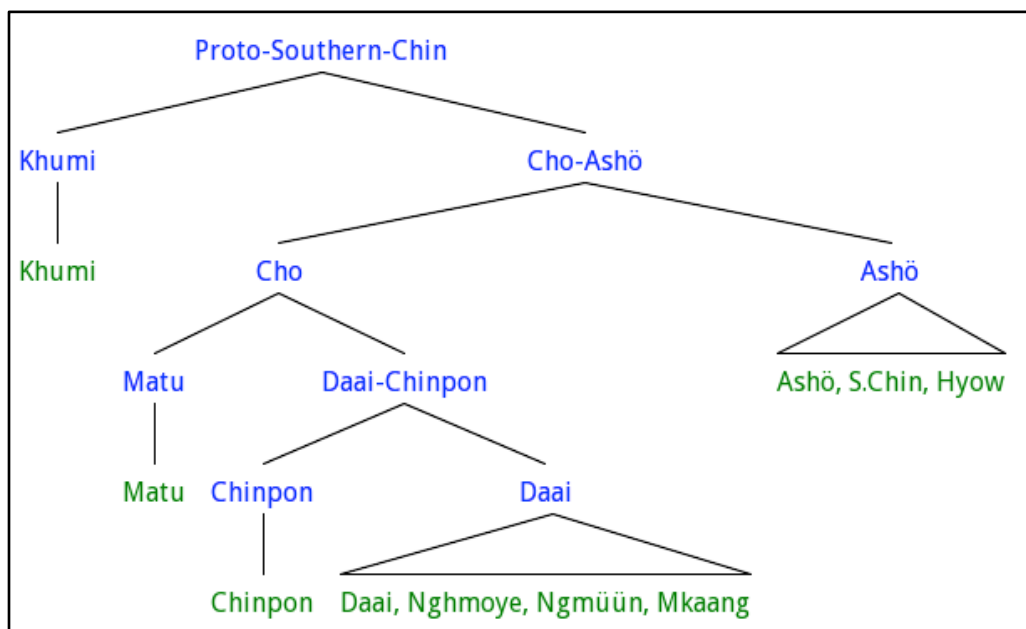 Proto-Southern-Chin
Khumi Cho-Ashö
Khumi Cho Ashö
Matu Daai-Chinpon Ashö, S.Chin, Hyow
Matu Chinpon Daai
Chinpon Daai, Nghmoye, Ngmüün, Mkaang